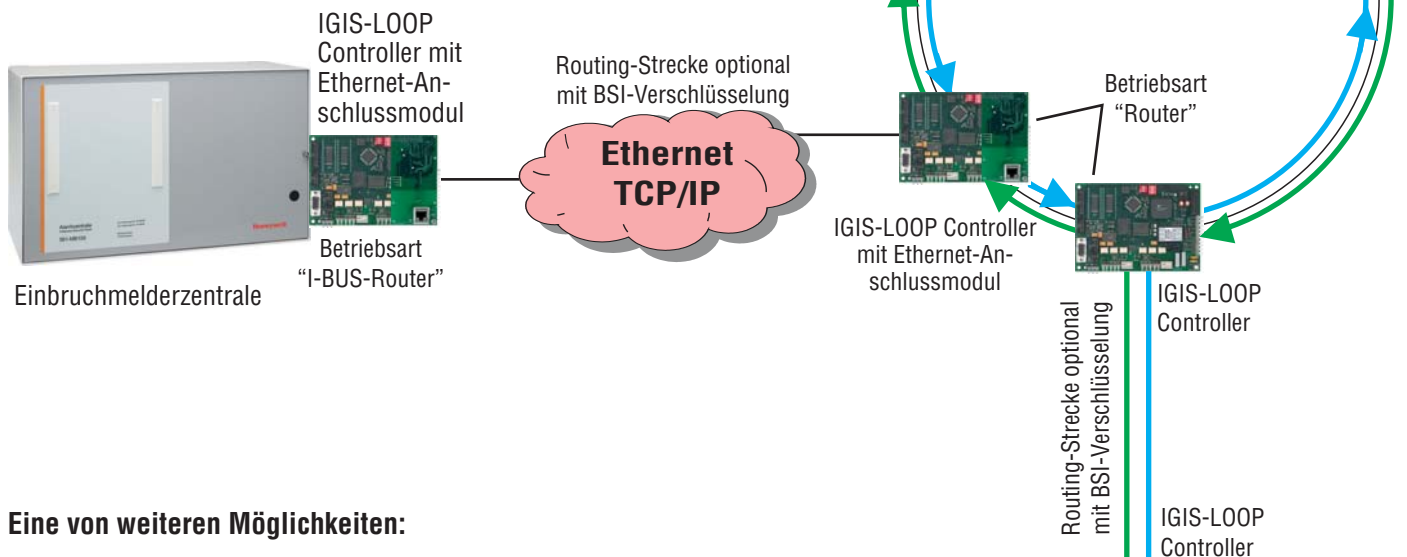 IGIS-LOOP
Controller mit
Ethernet-An-
schlussmodul
Routing-Strecke optional
mit BSI-Verschlüsselung
Betriebsart
“Router”
Ethernet
TCP/IP
Honeywell
Betriebsart
“I-BUS-Router”
Einbruchmelderzentrale
IGIS-LOOP Controller
mit Ethernet-An-
schlussmodul
IGIS-LOOP
Controller
Routing-Strecke optional
mit BSI-Verschlüsselung
Eine von weiteren Möglichkeiten:
IGIS-LOOP
Controller